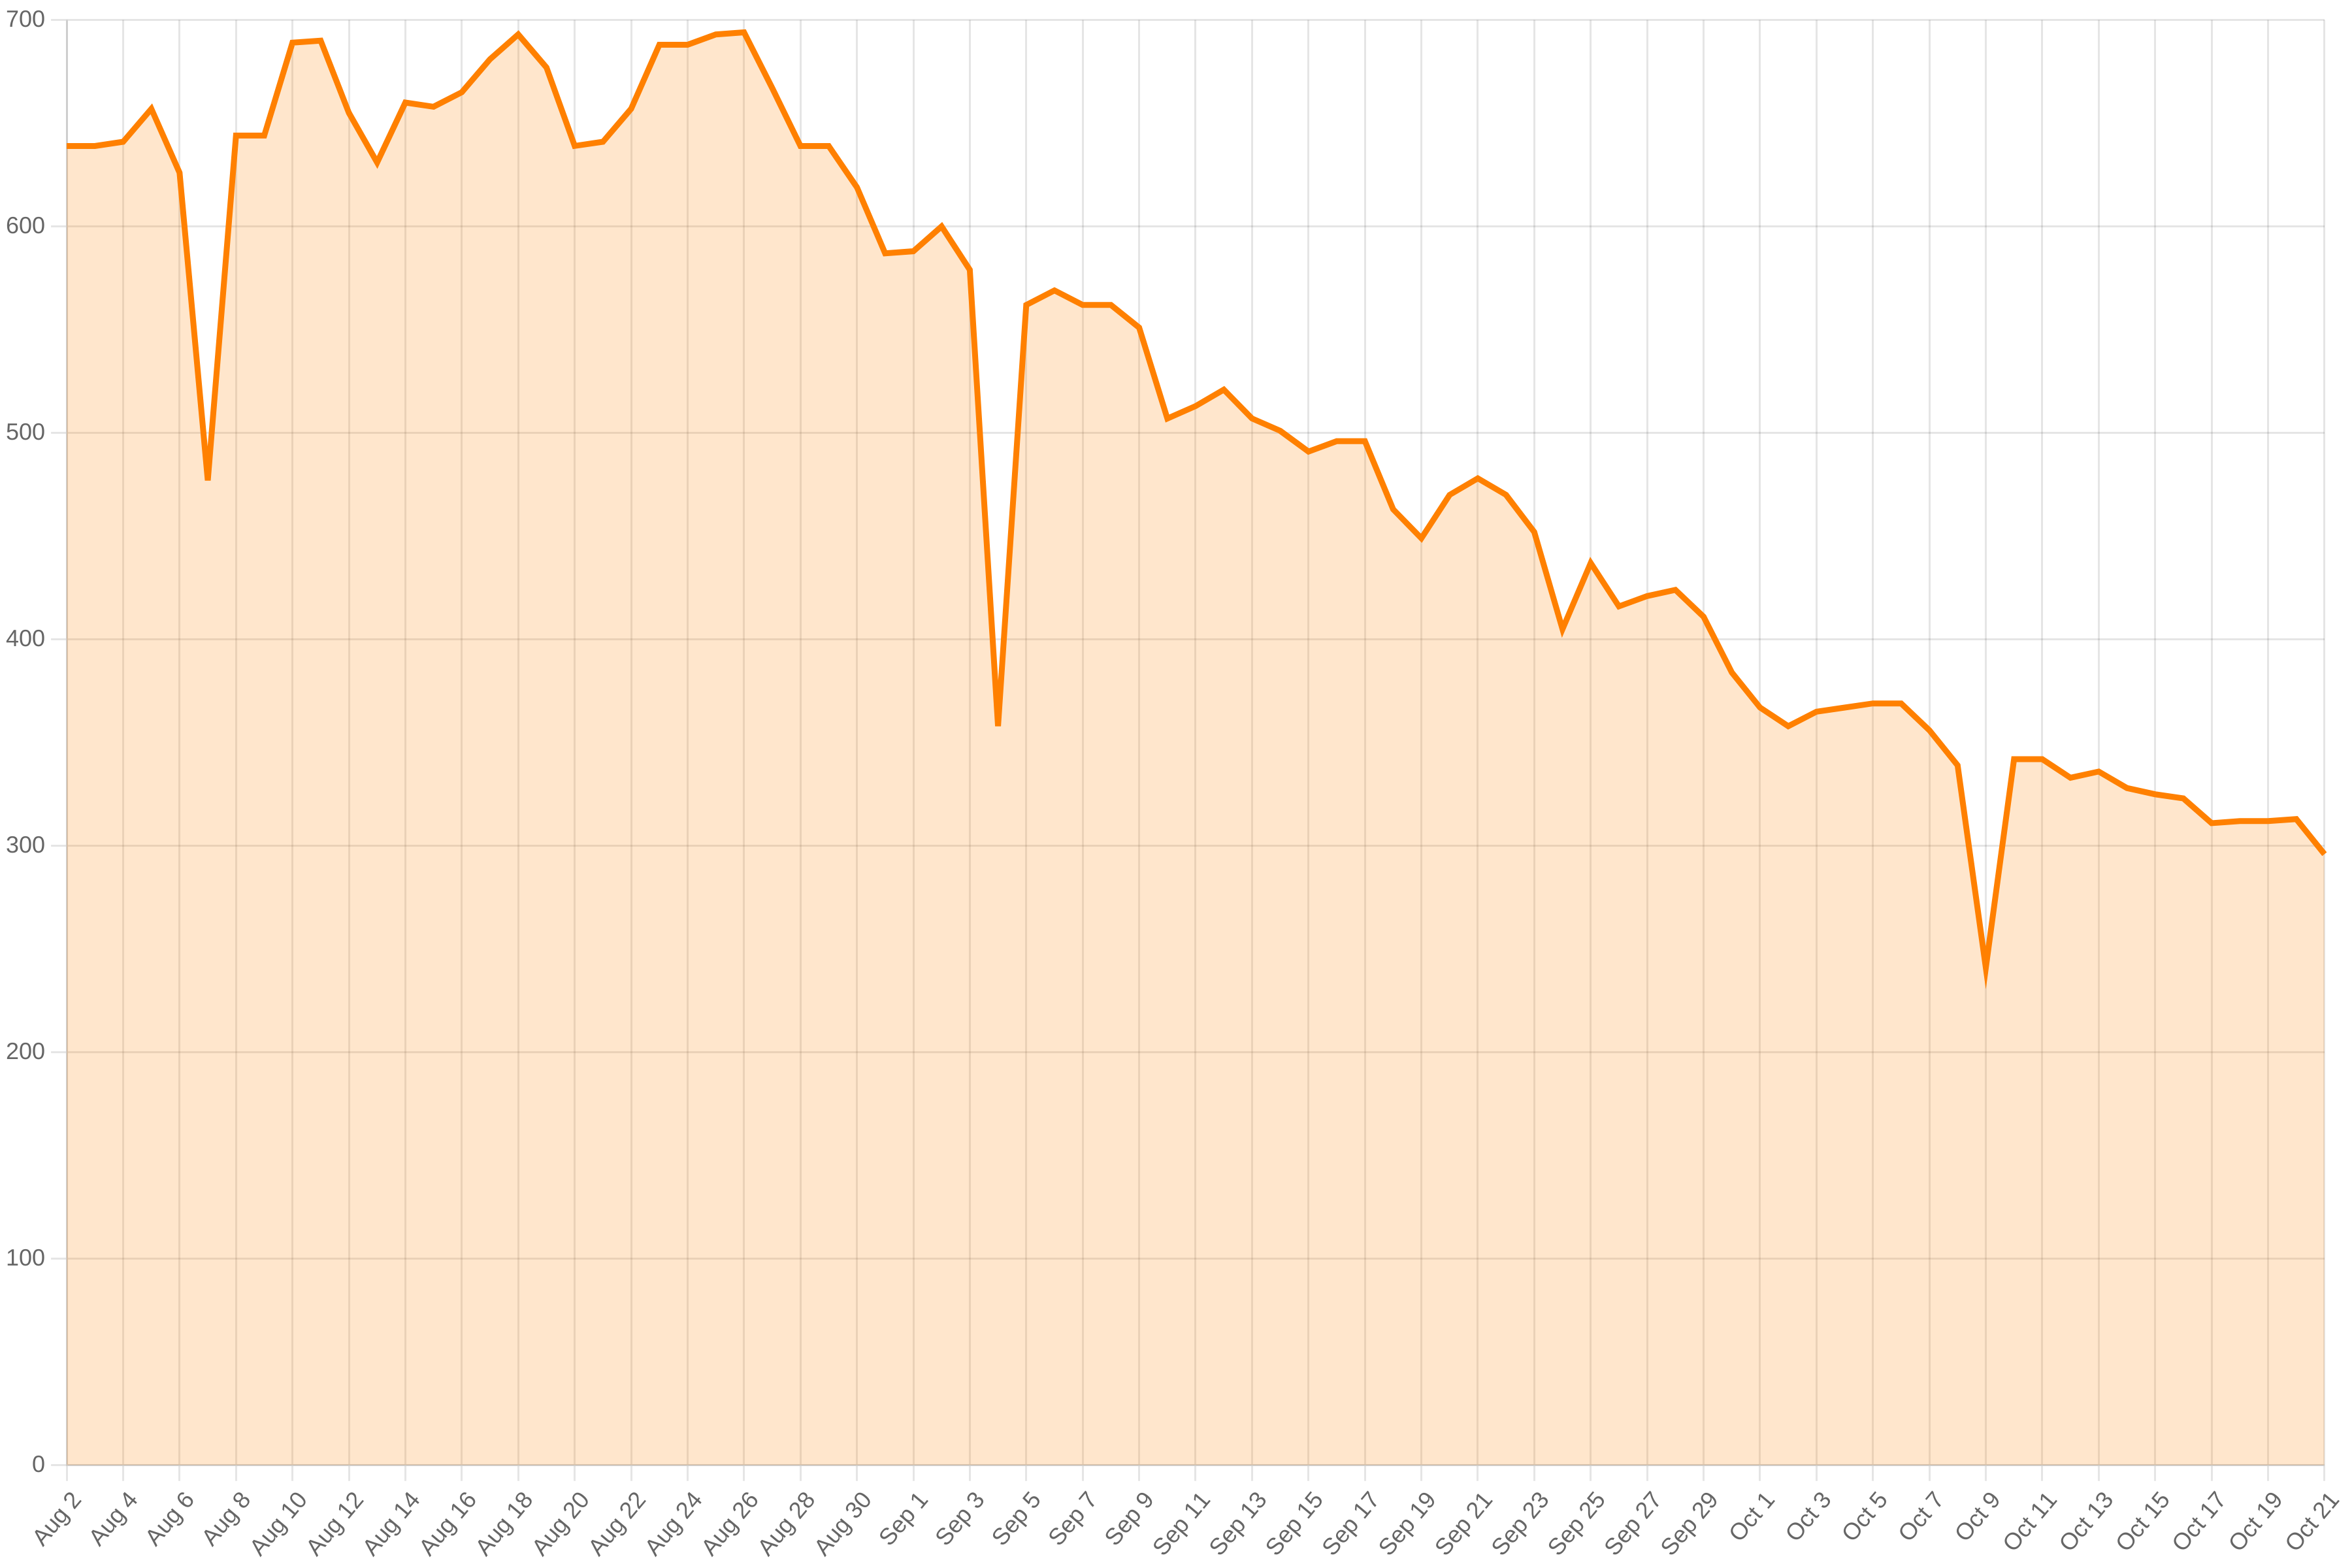 700
600
500
400
300
200
100
0
Aug 2
Aug 4
Aug 6
Aug 8
Aug 10
Aug 12
Aug 14
Aug 16
Aug 18
Aug 20
Aug 22
Aug 24
Aug 26
Aug 28
Aug 30
Sep 1
Sep 3
Sep 5
Sep 7
Sep 9
Sep 11
Sep 13
Sep 15
Sep 17
Sep 19
Sep 21
Sep 23
Sep 25
Sep 27
Sep 29
Oct 1
Oct 3
Oct 5
Oct 7
Oct 9
Oct 11
Oct 13
Oct 15
Oct 17
Oct 19
Oct 21